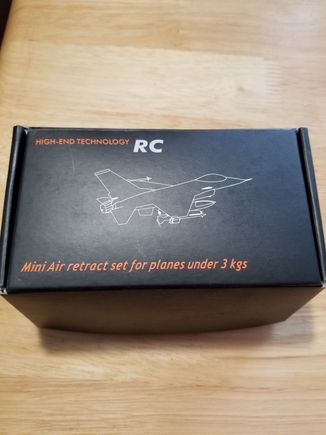 HIGH-END TECHNOLOGY RC
Mini Air retract set for planes under 3 kgs